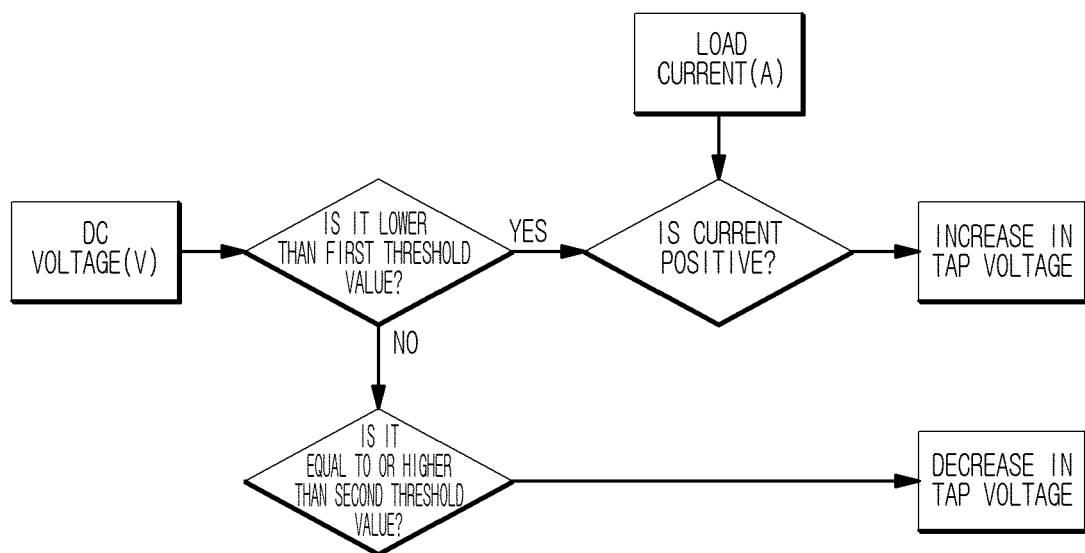 LOAD
CURRENT(A)
DC
VOLTAGE(V)
IS IT LOWER
THAN FIRST THRESHOLD
VALUE?
YES
IS CURRENT
POSITIVE?
INCREASE IN
TAP VOLTAGE
NO
IS IT
EQUAL TO OR HIGHER
THAN SECOND THRESHOLD
VALUE?
DECREASE IN
TAP VOLTAGE